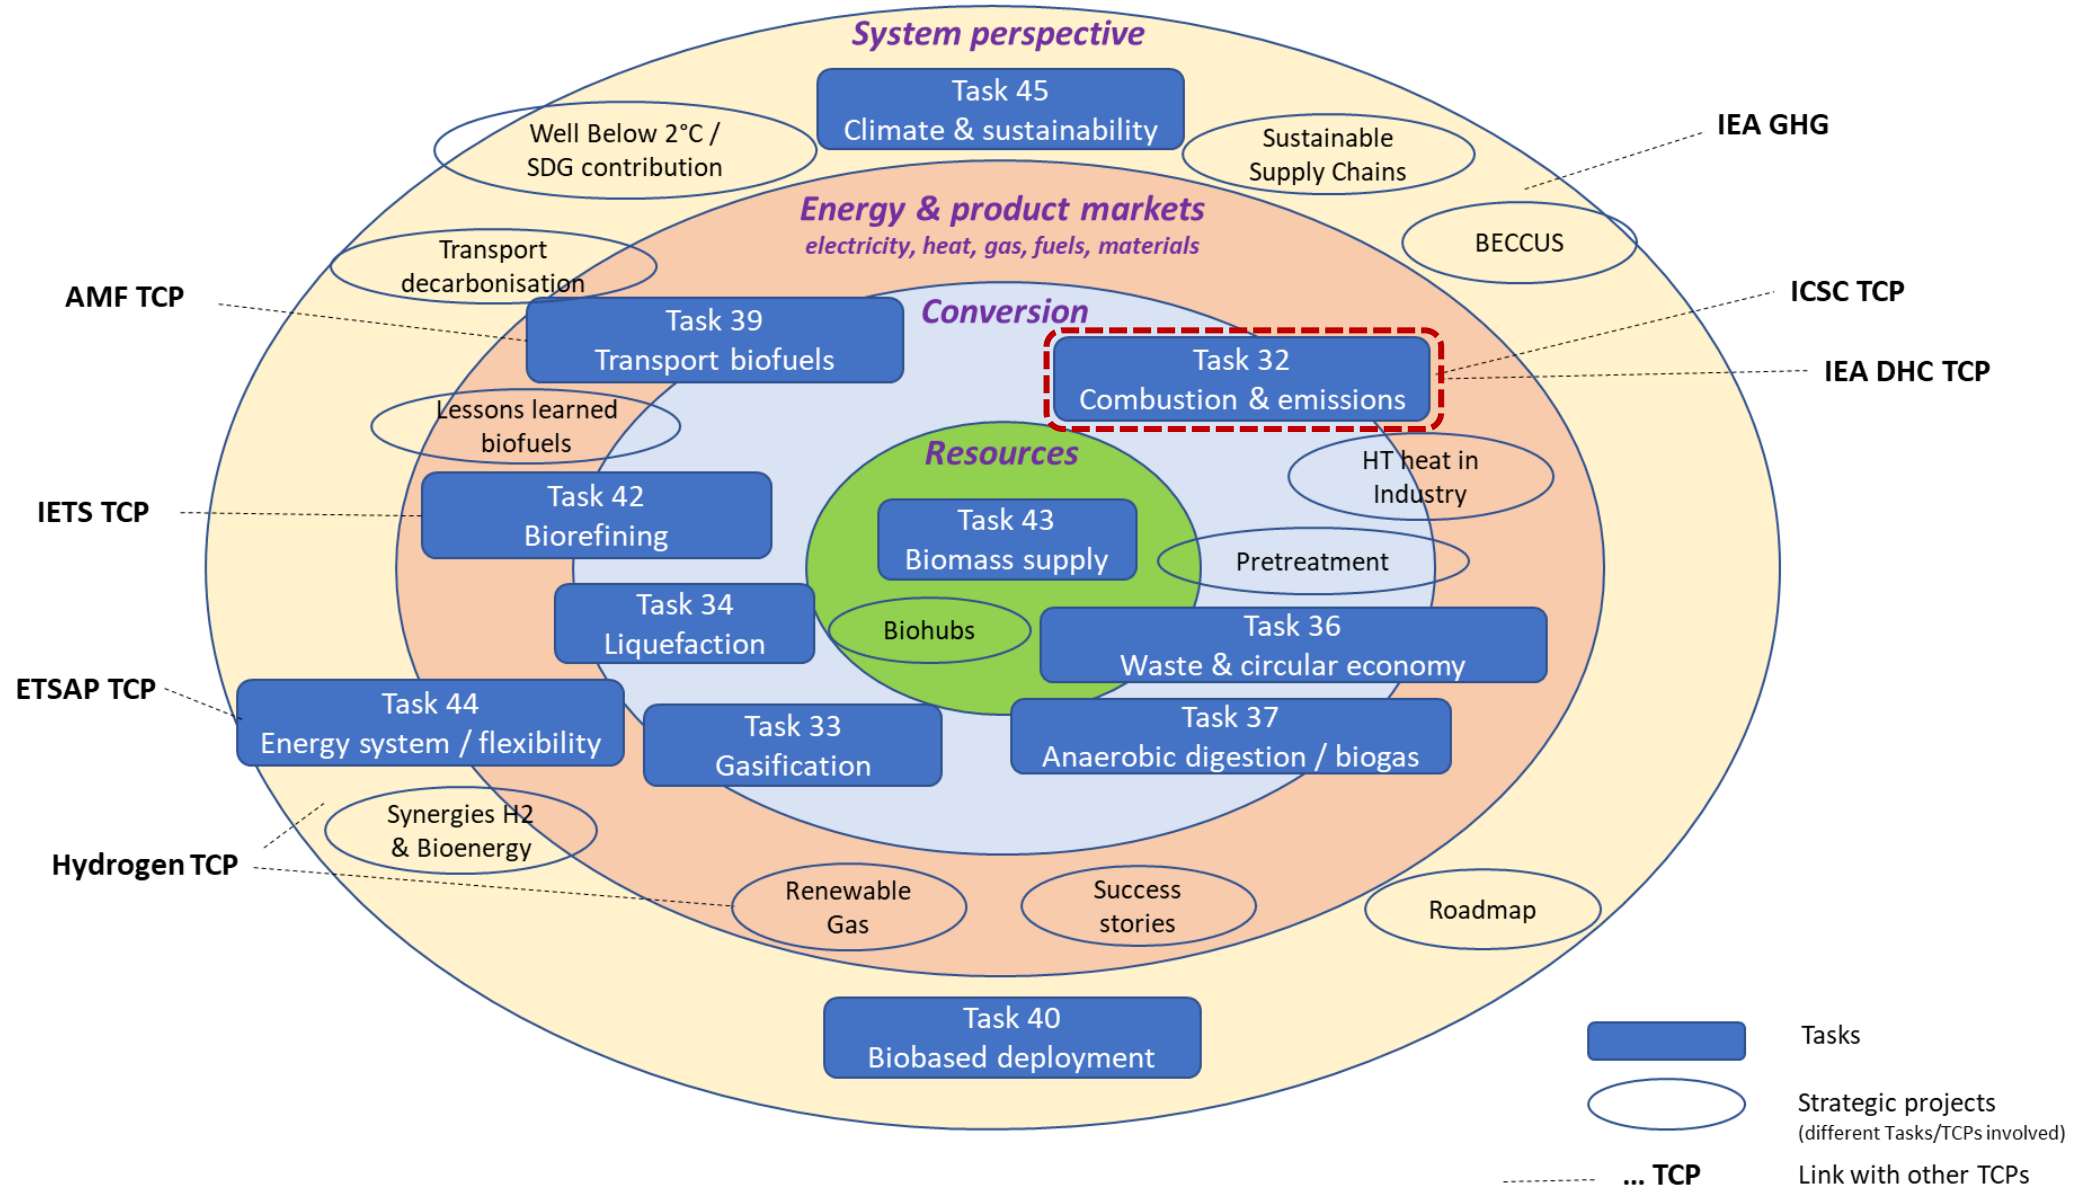 System perspective
Task 45
Climate & sustainability
Well Below 2°C /
SDG contribution
Sustainable
Supply Chains
IEA GHG
Energy & product markets
electricity, heat, gas, fuels, materials
BECCUS
Transport
decarbonisation
AMF TCP
ICSC TCP
Conversion
Task 39
Transport biofuels
Task 32
Combustion & emissions
IEA DHC TCP
Lessons learned
biofuels
Resources
HT heat in
Industry
IETS TCP
Task 42
Biorefining
Task 43
Biomass supply
Pretreatment
Task 34
Liquefaction
Biohubs
Task 36
Waste & circular economy
ETSAP TCP
Task 44
Energy system / flexibility
Task 33
Gasification
Task 37
Anaerobic digestion / biogas
Synergies H2
& Bioenergy
Hydrogen TCP
Renewable
Gas
Success
stories
Roadmap
Task 40
Biobased deployment
Tasks
Strategic projects
(different Tasks/TCPs involved)
... TCP
Link with other TCPs